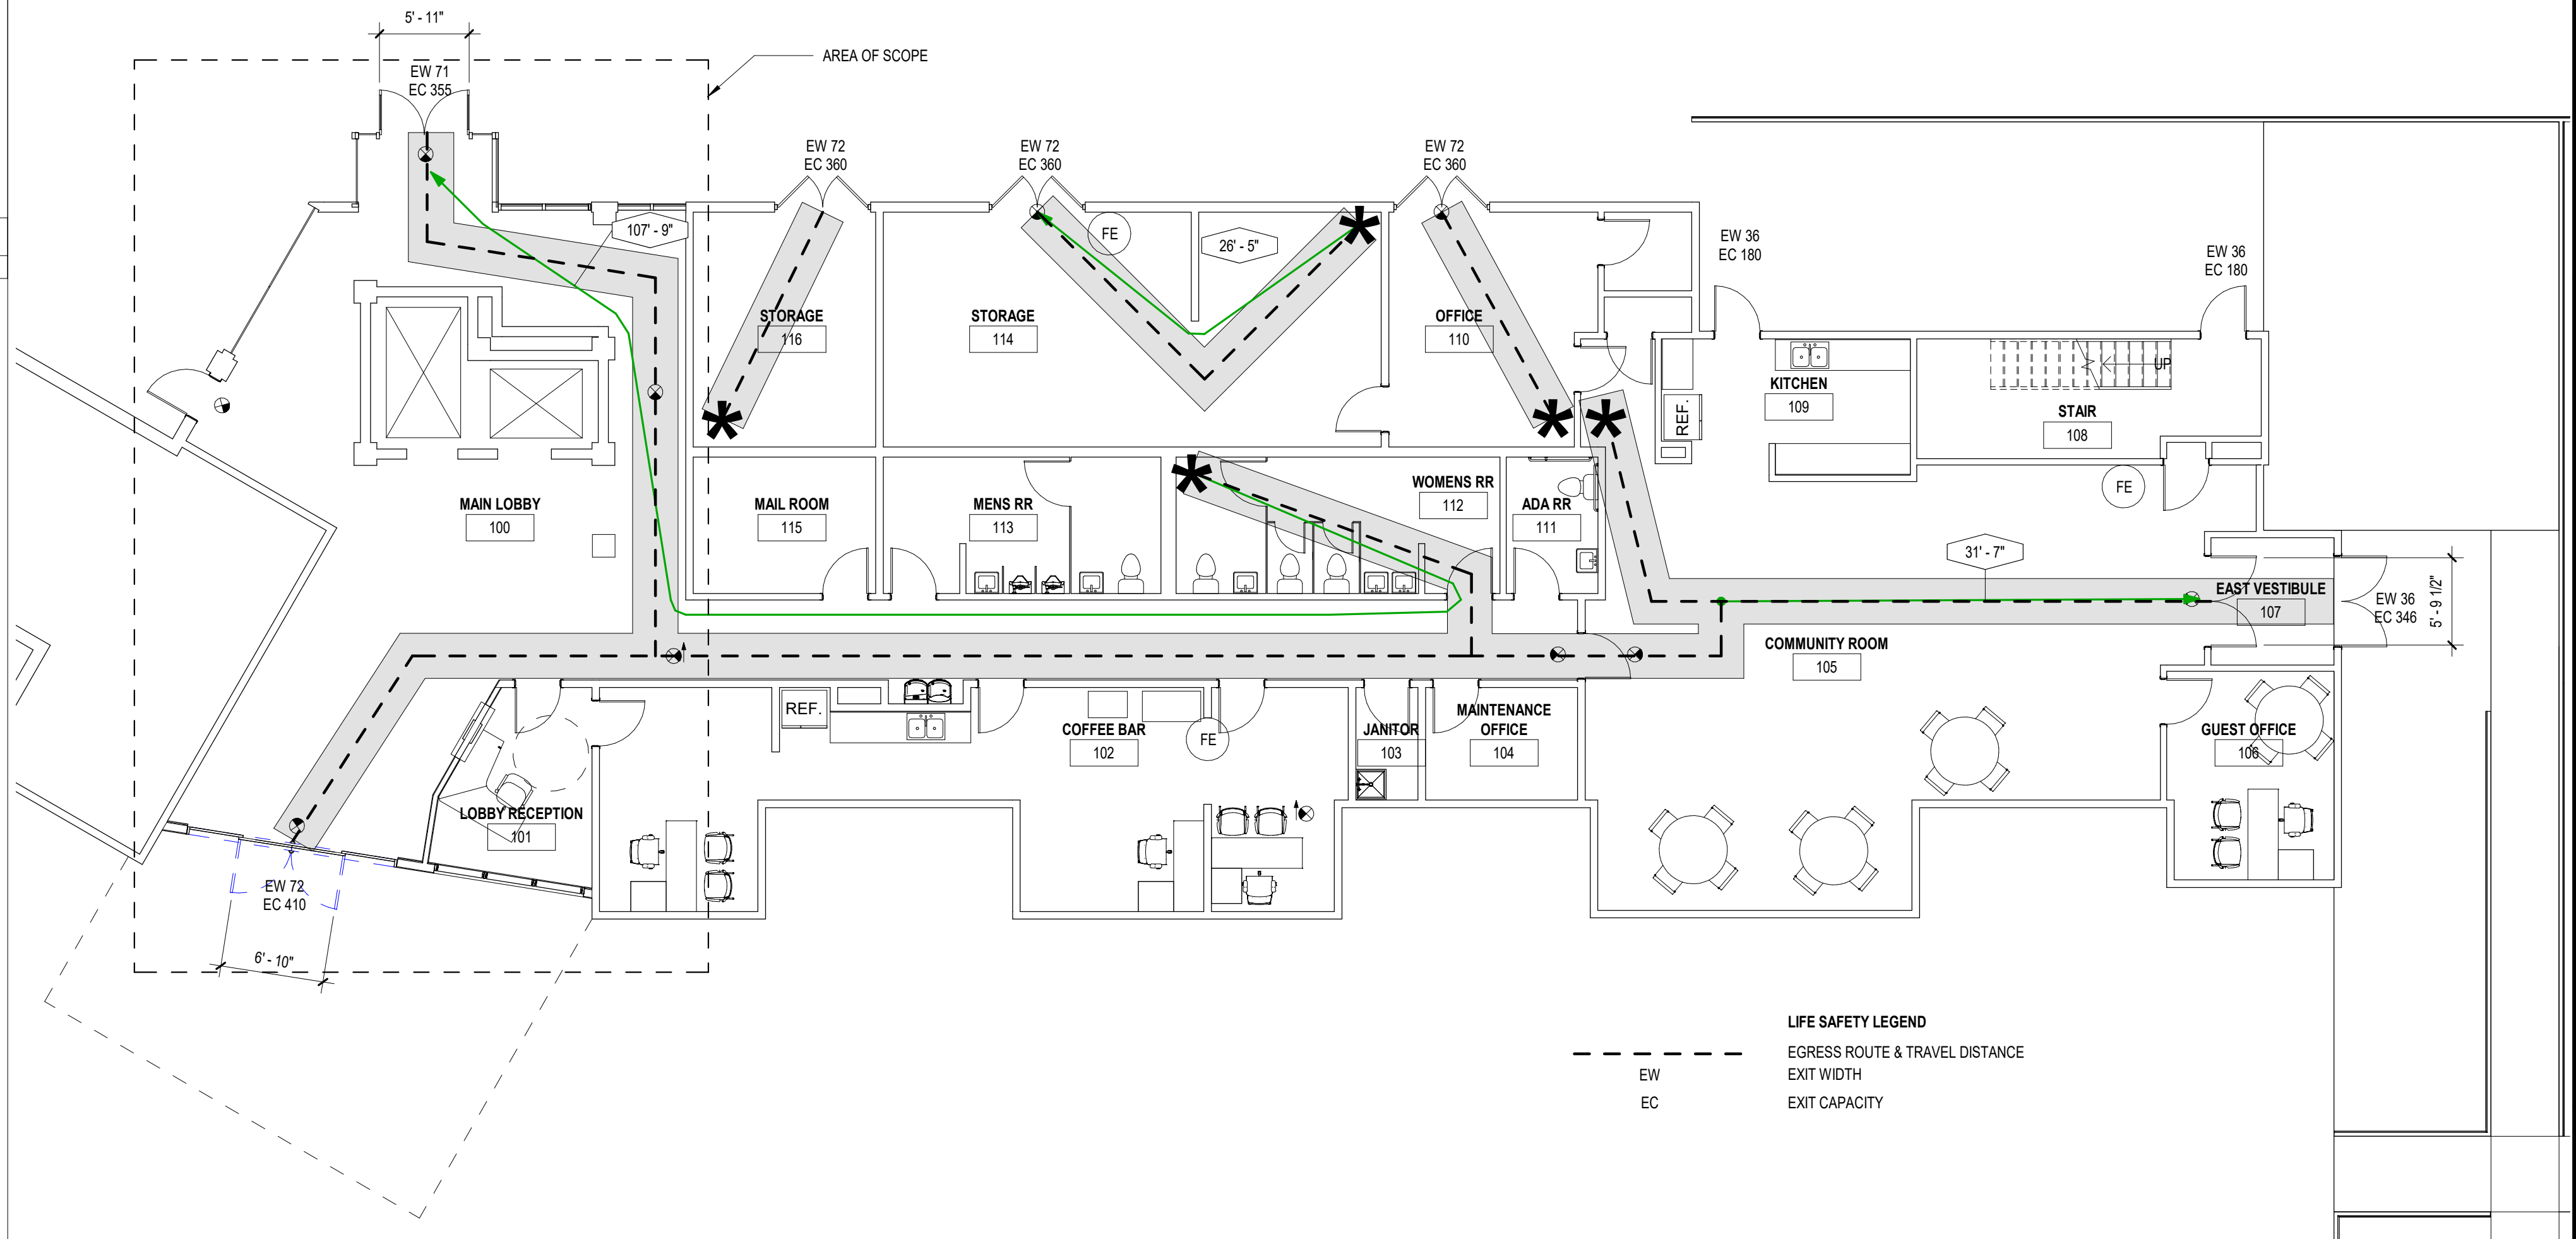 5' - 11"
AREA OF SCOPE
EW 71
EC 355
EW 72
EC 360
EW 72
EC 360
EW 72
EC 360
107' - 9"
FE
26' - 5"
EW 36
EC 180
EW 36
EC 180
STORAGE
116
STORAGE
114
OFFICE
110
REF.
KITCHEN
109
UP
STAIR
108
FE
MAIN LOBBY
100
MAIL ROOM
115
MENS RR
113
WOMENS RR
112
ADA RR
111
31' - 7"
EAST VESTIBULE
107
EW 36
EC 346
5' - 9 1/2"
COMMUNITY ROOM
105
REF.
COFFEE BAR
102
FE
JANITOR
103
MAINTENANCE
OFFICE
104
GUEST OFFICE
106
LOBBY RECEPTION
101
EW 72
EC 410
6' - 10"
LIFE SAFETY LEGEND
EGRESS ROUTE & TRAVEL DISTANCE
EW EXIT WIDTH
EC EXIT CAPACITY